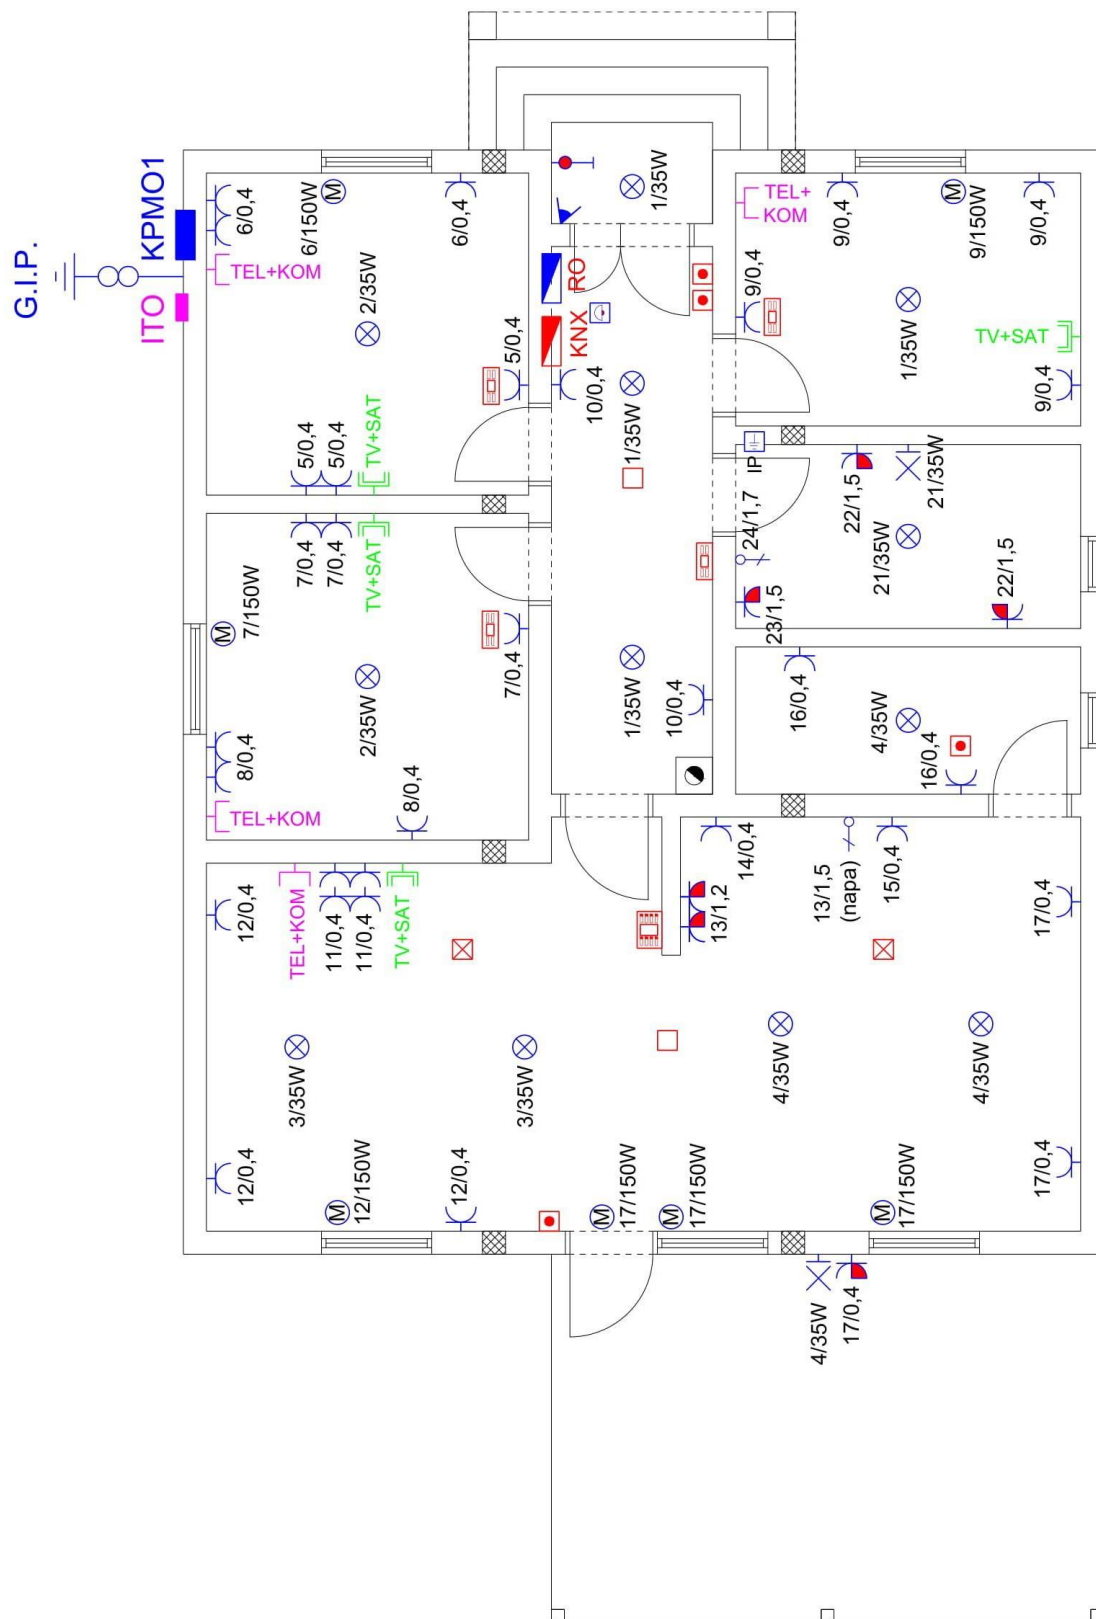 G.I.P.
KPMO1
ITO
6/0,4
TEL+KOM
6/150W
6/0,4
2/35W
5/0,4
5/0,4
TV+SAT
5/0,4
RO
KNX
1/35W
10/0,4
1/35W
TEL+
KOM
9/0,4
9/150W
9/0,4
9/0,4
1/35W
TV+SAT
9/0,4
7/0,4
7/0,4
TV+SAT
7/150W
2/35W
7/0,4
8/0,4
TEL+KOM
8/0,4
1/35W
10/0,4
IP
24/1,7
23/1,5
22/1,5
21/35W
21/35W
22/1,5
16/0,4
4/35W
16/0,4
12/0,4
TEL+KOM
11/0,4
11/0,4
TV+SAT
13/1,2
14/0,4
13/1,5
(napa)
15/0,4
17/0,4
3/35W
3/35W
4/35W
4/35W
12/0,4
12/150W
12/0,4
17/150W
17/150W
17/150W
17/0,4
4/35W
17/0,4
M
M
M
M
M
M
M